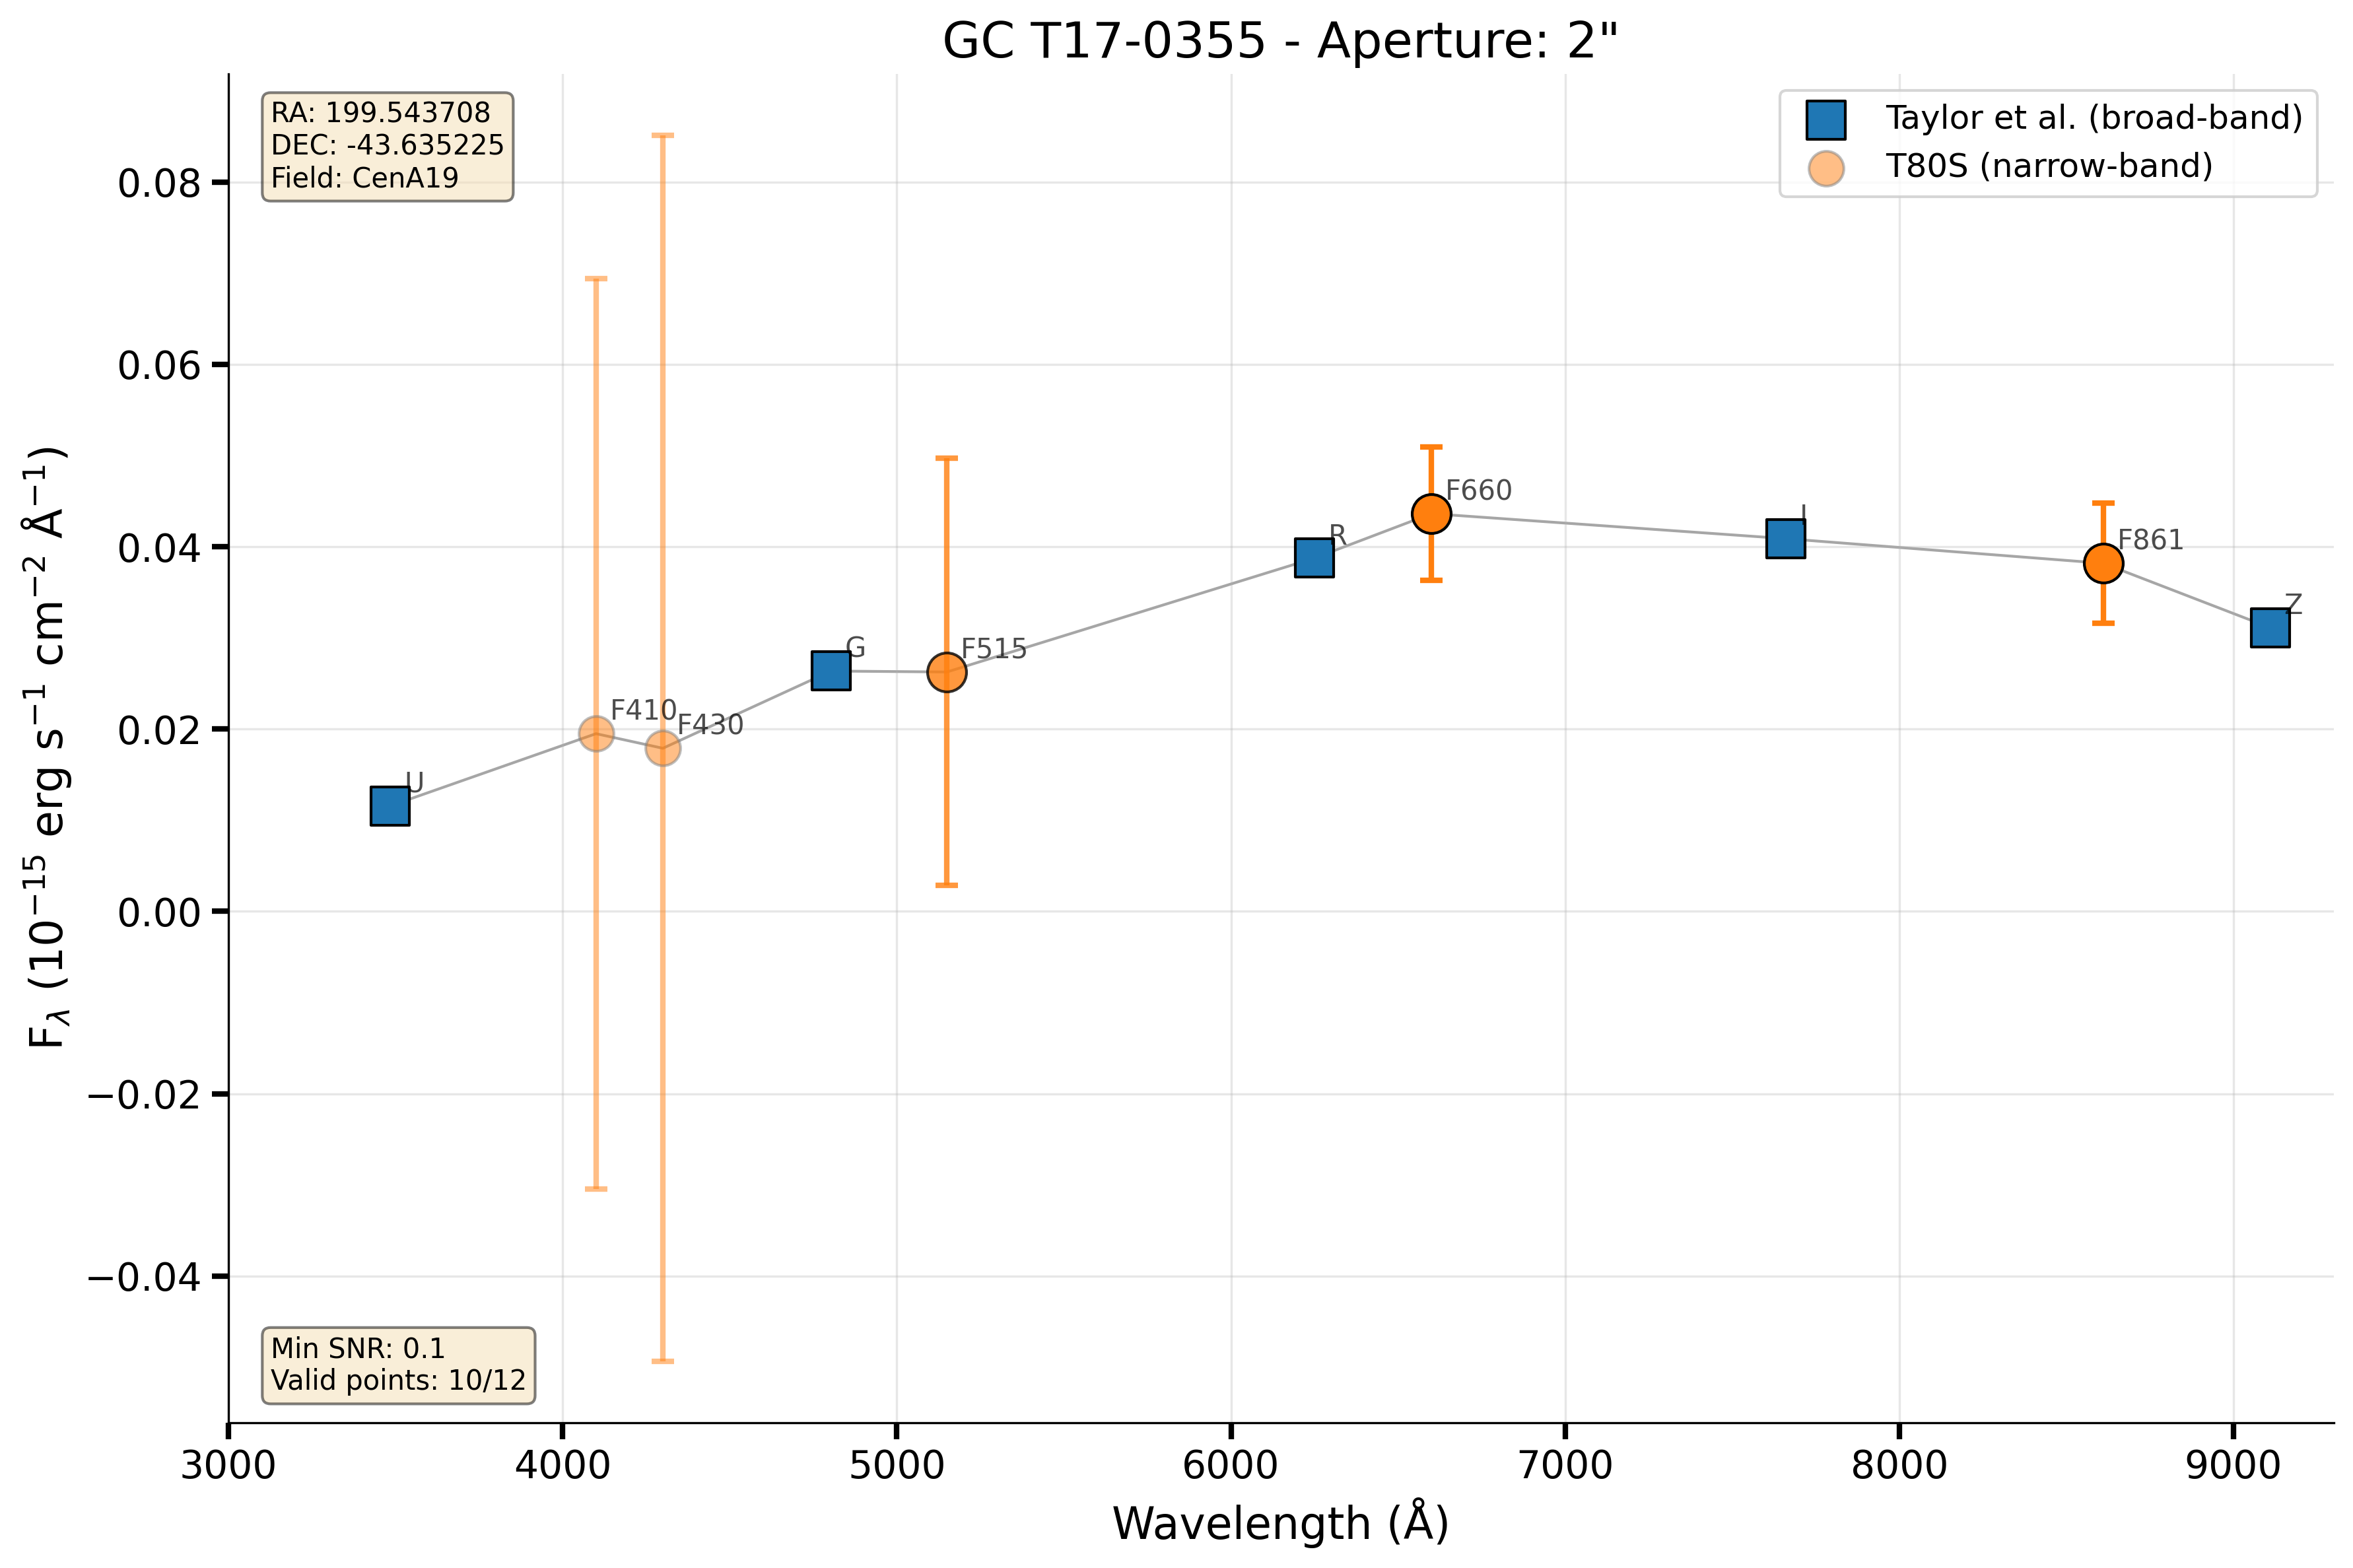 GC T17-0355 - Aperture: 2"
RA: 199.543708
DEC: -43.635225
Field: CenA19
Taylor et al. (broad-band)
T80S (narrow-band)
0.08
0.06
0.04
0.02
0.00
−0.02
−0.04
F_λ (10^−15 erg s^−1 cm^−2 Å^−1)
U
F410
F430
G
F515
R
F660
I
F861
Z
Min SNR: 0.1
Valid points: 10/12
3000 4000 5000 6000 7000 8000 9000
Wavelength (Å)